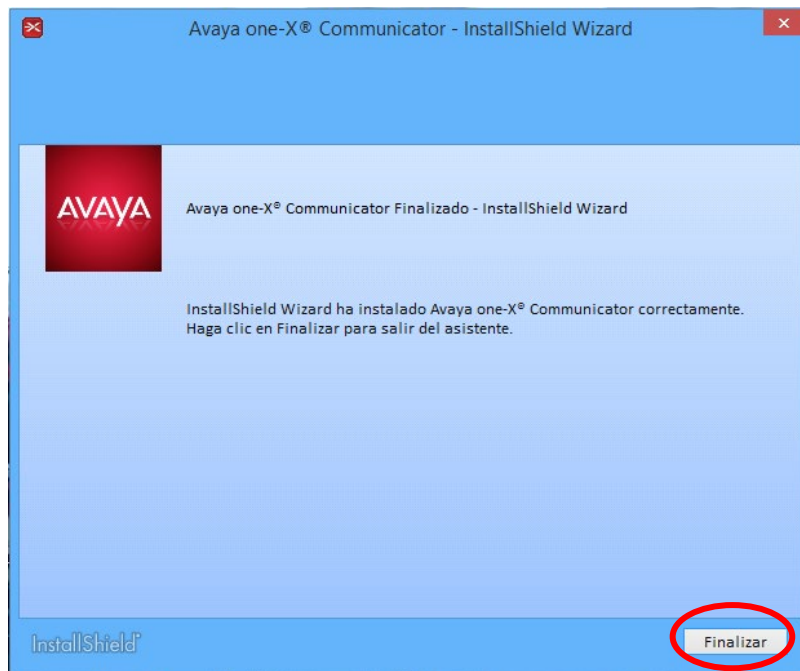 Avaya one-X® Communicator - InstallShield Wizard
AVAYA
Avaya one-X® Communicator Finalizado - InstallShield Wizard
InstallShield Wizard ha instalado Avaya one-X® Communicator correctamente.
Haga clic en Finalizar para salir del asistente.
InstallShield®
Finalizar